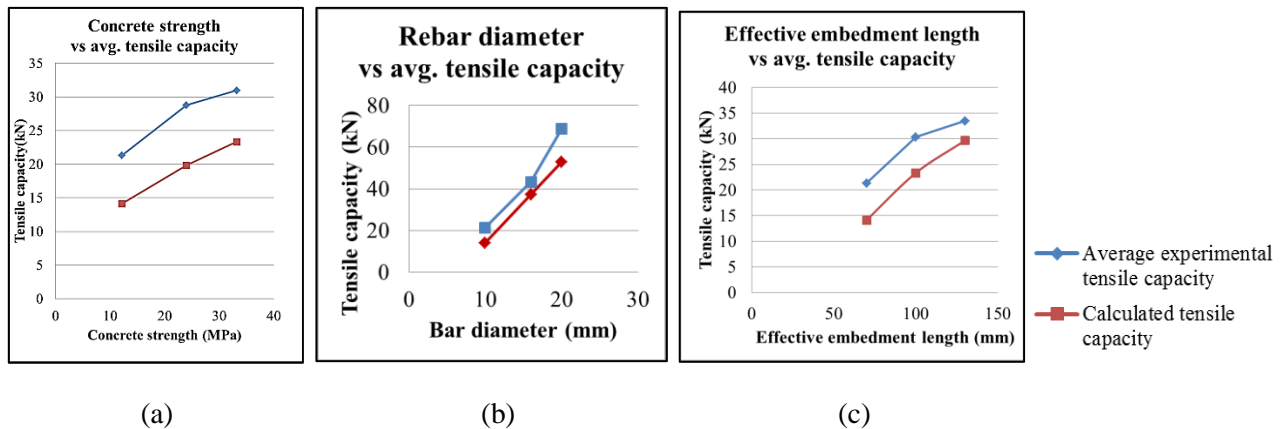 Concrete strength
vs avg. tensile capacity
35
30
25
20
15
10
5
0
Tensile capacity(kN)
0
10
20
30
40
Concrete strength (MPa)
(a)
Rebar diameter
vs avg. tensile capacity
80
60
40
20
0
Tensile capacity (kN)
0
10
20
30
Bar diameter (mm)
(b)
Effective embedment length
vs avg. tensile capacity
40
35
30
25
20
15
10
5
0
Tensile capacity (kN)
0
50
100
150
Effective embedment length (mm)
(c)
Average experimental
tensile capacity
Calculated tensile
capacity